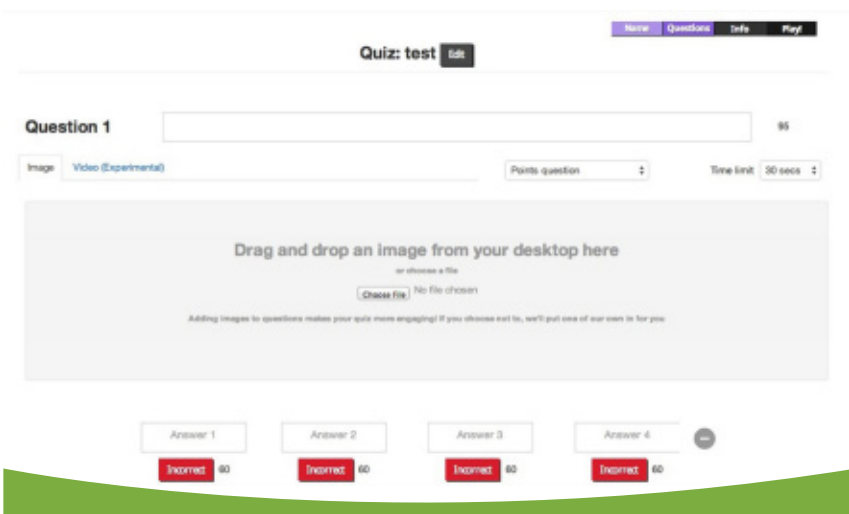 Name Questions Info Play!
Quiz: test Edit
Question 1 95
Image Video (Experimental) Points question Time limit 30 secs
Drag and drop an image from your desktop here
or choose a file
Choose File No file chosen
Adding images to questions makes your quiz more engaging! If you choose not to, we'll put one of our own in for you
Answer 1 Answer 2 Answer 3 Answer 4
Incorrect 60 Incorrect 60 Incorrect 60 Incorrect 60